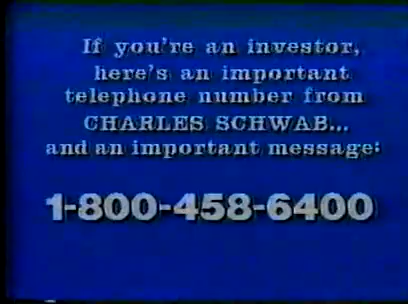 If you're an investor,
here's an important
telephone number from
CHARLES SCHWAB...
and an important message:
1-800-458-6400